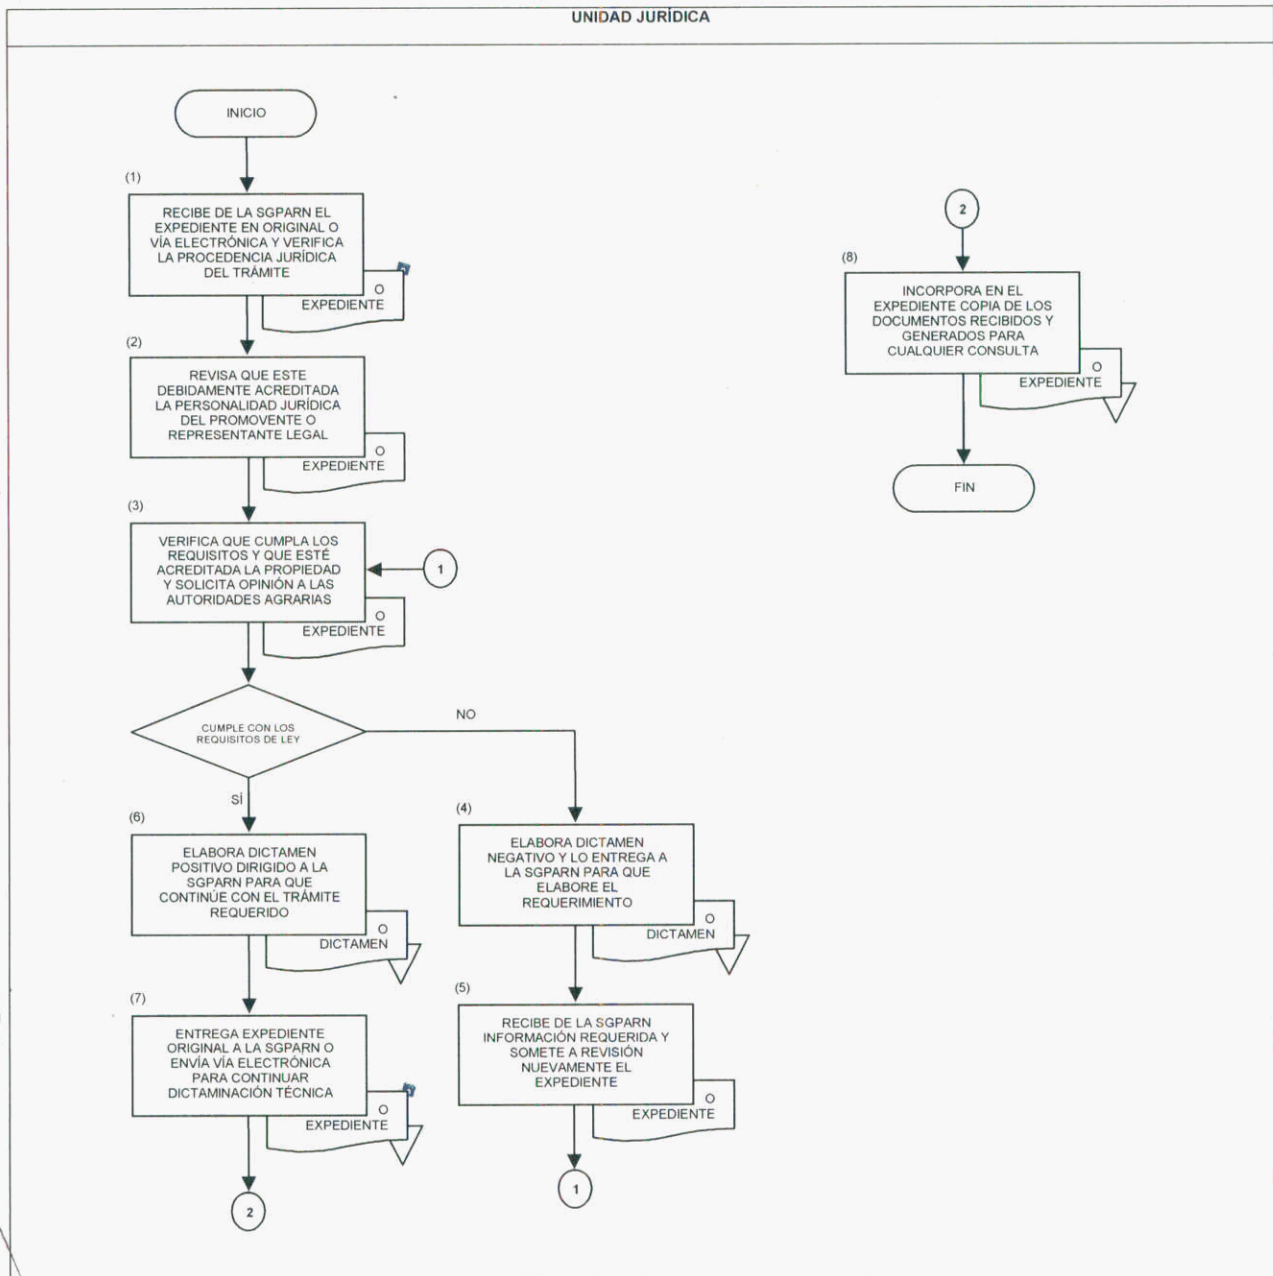 UNIDAD JURÍDICA
INICIO
(1)
RECIBE DE LA SGPARN EL
EXPEDIENTE EN ORIGINAL O
VÍA ELECTRÓNICA Y VERIFICA
LA PROCEDENCIA JURÍDICA
DEL TRÁMITE
O
EXPEDIENTE
(2)
REVISA QUE ESTE
DEBIDAMENTE ACREDITADA
LA PERSONALIDAD JURÍDICA
DEL PROMOVENTE O
REPRESENTANTE LEGAL
O
EXPEDIENTE
(3)
VERIFICA QUE CUMPLA LOS
REQUISITOS Y QUE ESTÉ
ACREDITADA LA PROPIEDAD
Y SOLICITA OPINIÓN A LAS
AUTORIDADES AGRARIAS
1
O
EXPEDIENTE
CUMPLE CON LOS
REQUISITOS DE LEY
NO
SÍ
(6)
ELABORA DICTAMEN
POSITIVO DIRIGIDO A LA
SGPARN PARA QUE
CONTINÚE CON EL TRÁMITE
REQUERIDO
O
DICTAMEN
(7)
ENTREGA EXPEDIENTE
ORIGINAL A LA SGPARN O
ENVÍA VÍA ELECTRÓNICA
PARA CONTINUAR
DICTAMINACIÓN TÉCNICA
O
EXPEDIENTE
2
(4)
ELABORA DICTAMEN
NEGATIVO Y LO ENTREGA A
LA SGPARN PARA QUE
ELABORE EL
REQUERIMIENTO
O
DICTAMEN
(5)
RECIBE DE LA SGPARN
INFORMACIÓN REQUERIDA Y
SOMETE A REVISIÓN
NUEVAMENTE EL
EXPEDIENTE
O
EXPEDIENTE
1
2
(8)
INCORPORA EN EL
EXPEDIENTE COPIA DE LOS
DOCUMENTOS RECIBIDOS Y
GENERADOS PARA
CUALQUIER CONSULTA
O
EXPEDIENTE
FIN